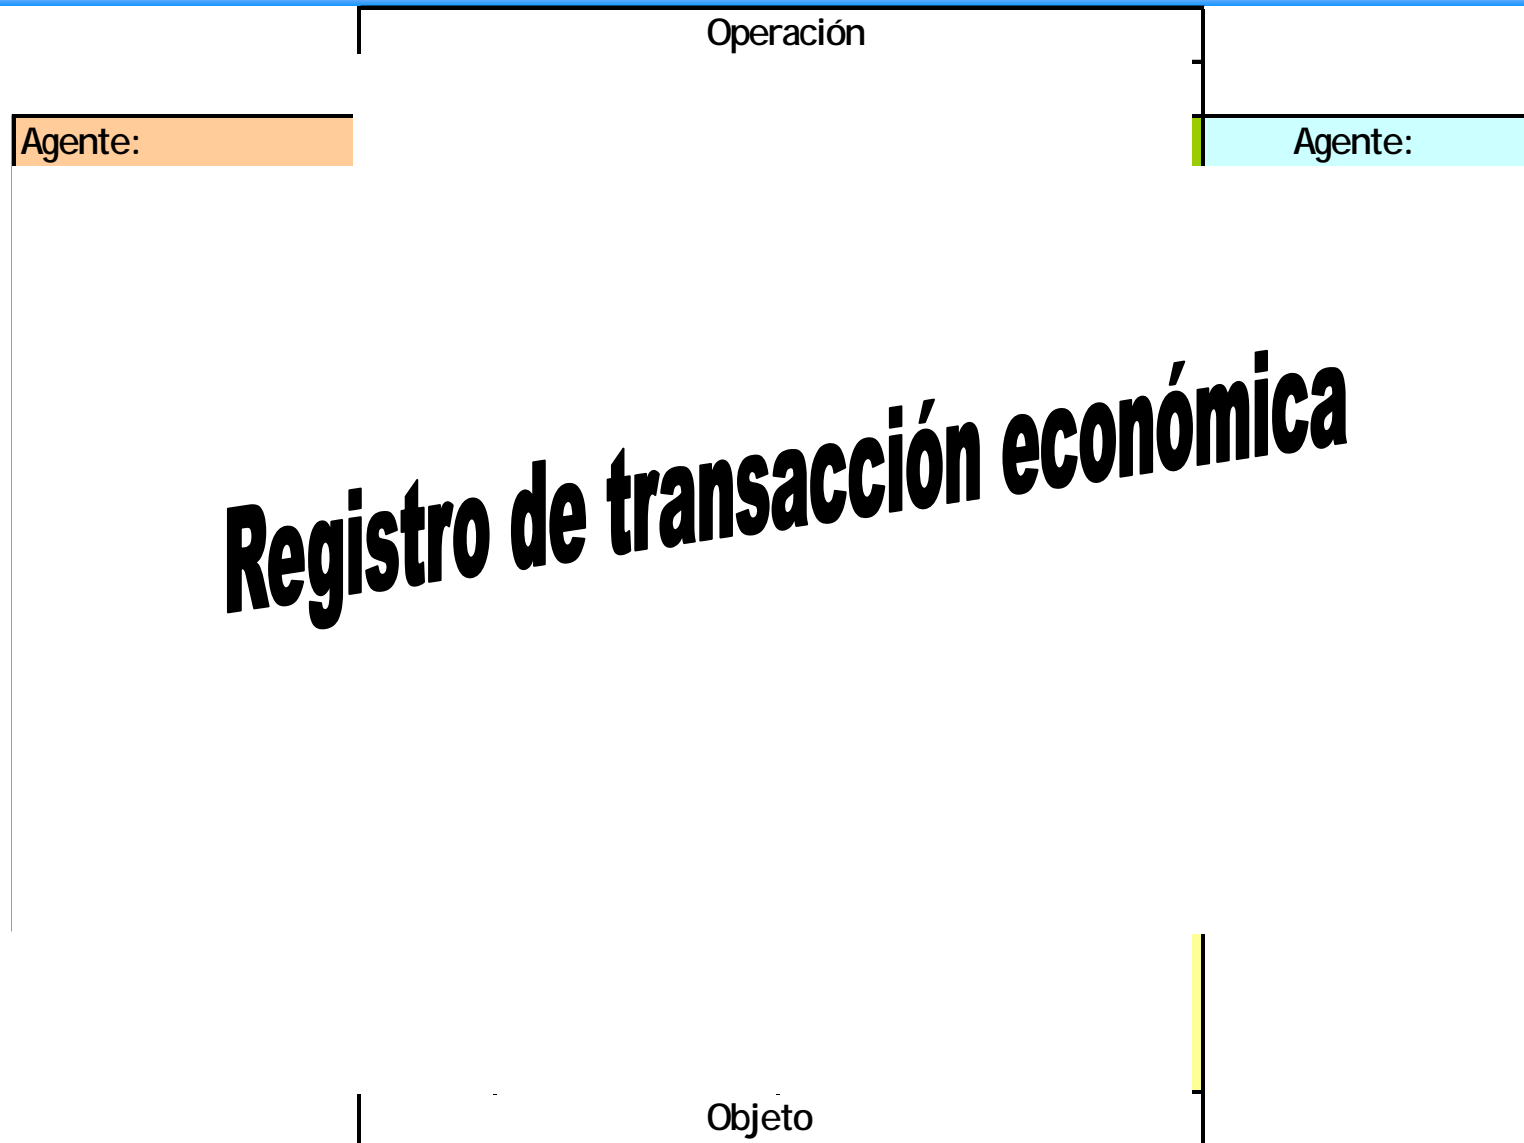 Operación
Agente:
Agente:
Registro de transacción económica
Objeto